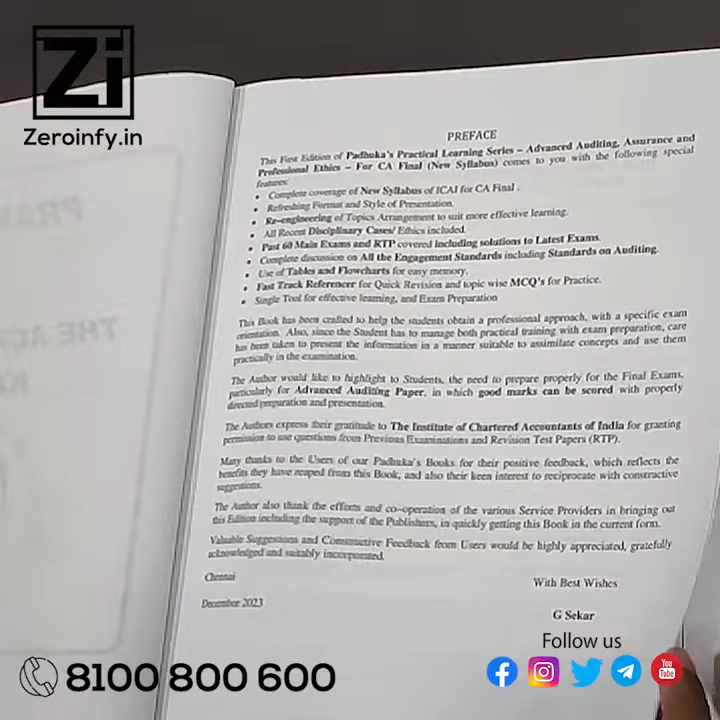 Zi
Zeroinfy.in
PREFACE
This First Edition of Padhuka's Practical Learning Series – Advanced Auditing, Assurance and
Professional Ethics – For CA Final (New Syllabus) comes to you with the following special
features:
• Complete coverage of New Syllabus of ICAI for CA Final .
• Refreshing Format and Style of Presentation.
• Re-engineering of Topics Arrangement to suit more effective learning.
• All Recent Disciplinary Cases/ Ethics included.
• Past 60 Main Exams and RTP covered including solutions to Latest Exams.
• Complete discussion on All the Engagement Standards including Standards on Auditing.
• Use of Tables and Flowcharts for easy memory.
• Fast Track Referencer for Quick Revision and topic wise MCQ's for Practice.
• Single Tool for effective learning, and Exam Preparation
This Book has been crafted to help the students obtain a professional approach, with a specific exam
orientation. Also, since the Student has to manage both practical training with exam preparation, care
has been taken to present the information in a manner suitable to assimilate concepts and use them
practically in the examination.
The Author would like to highlight to Students, the need to prepare properly for the Final Exams,
particularly for Advanced Auditing Paper, in which good marks can be scored with properly
directed preparation and presentation.
The Authors express their gratitude to The Institute of Chartered Accountants of India for granting
permission to use questions from Previous Examinations and Revision Test Papers (RTP).
Many thanks to the Users of our Padhuka's Books for their positive feedback, which reflects the
benefits they have reaped from this Book, and also their keen interest to reciprocate with constructive
suggestions.
The Author also thank the efforts and co-operation of the various Service Providers in bringing out
this Edition including the support of the Publishers, in quickly getting this Book in the current form.
Valuable Suggestions and Constructive Feedback from Users would be highly appreciated, gratefully
acknowledged and suitably incorporated.
Chennai
With Best Wishes
December 2023
G Sekar
Follow us
8100 800 600
You
Tube